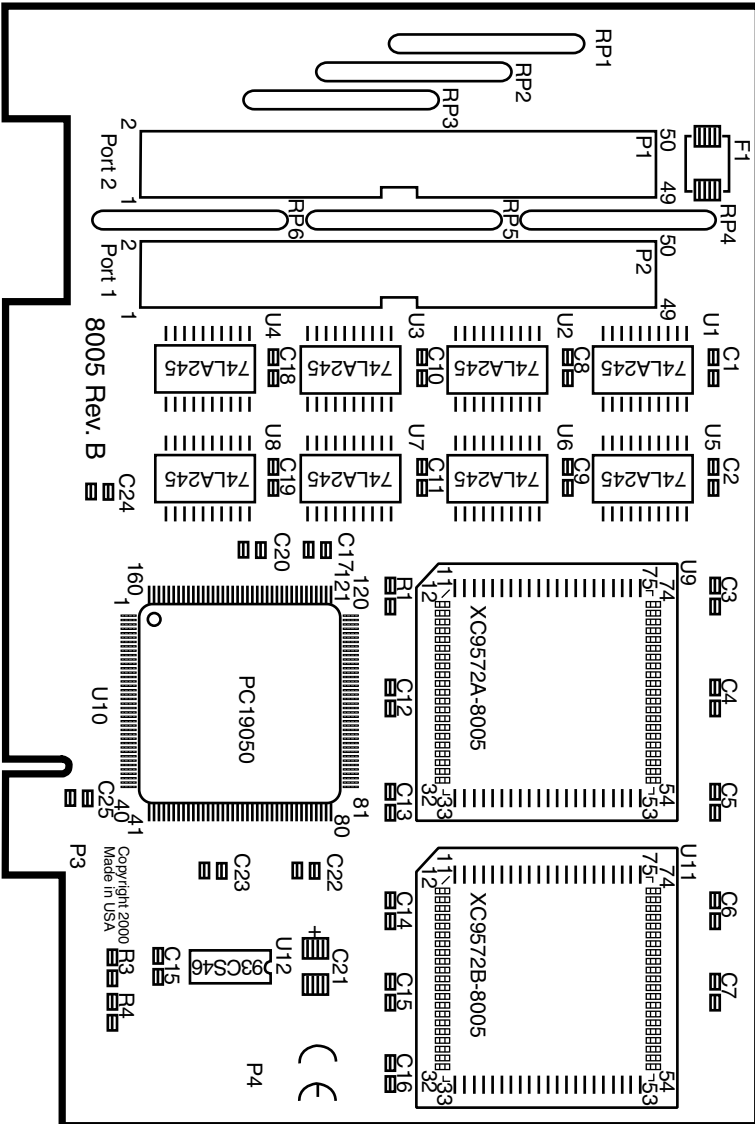 RP1
RP2
RP3
F1
2
Port 2
1
P1
50
49
RP6
RP5
RP4
2
Port 1
1
P2
50
49
U4
C18
U3
C10
U2
C8
U1
C1
74LA245
74LA245
74LA245
74LA245
8005 Rev. B
U8
C19
U7
C11
U6
C9
U5
C2
74LA245
74LA245
74LA245
74LA245
C24
C20
C17
160
1
121
120
PC19050
U10
40
41
81
80
C25
R1
C12
C13
U9
11
12
75
74
XC9572A-8005
32
33
54
53
C3
C4
C5
P3
Copyright 2000
Made in USA
C23
C22
R3
R4
C15
U12
93CS46
+
C21
P4
CE
C14
C15
C16
U11
11
12
75
74
XC9572B-8005
32
33
54
53
C6
C7